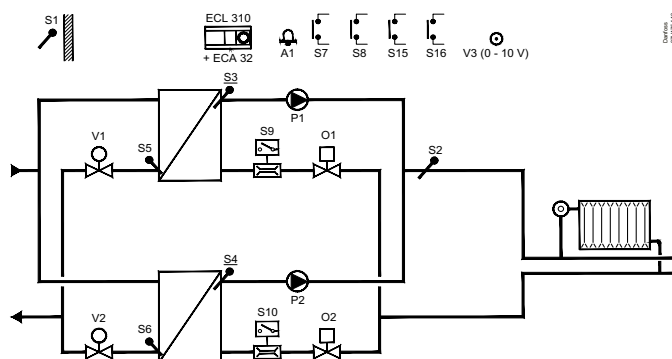 S1
ECL 310
+ ECA 32
A1
S7
S8
S15
S16
V3 (0 - 10 V)
Danfoss
S3
P1
V1
S5
S9
O1
S2
S4
P2
V2
S6
S10
O2